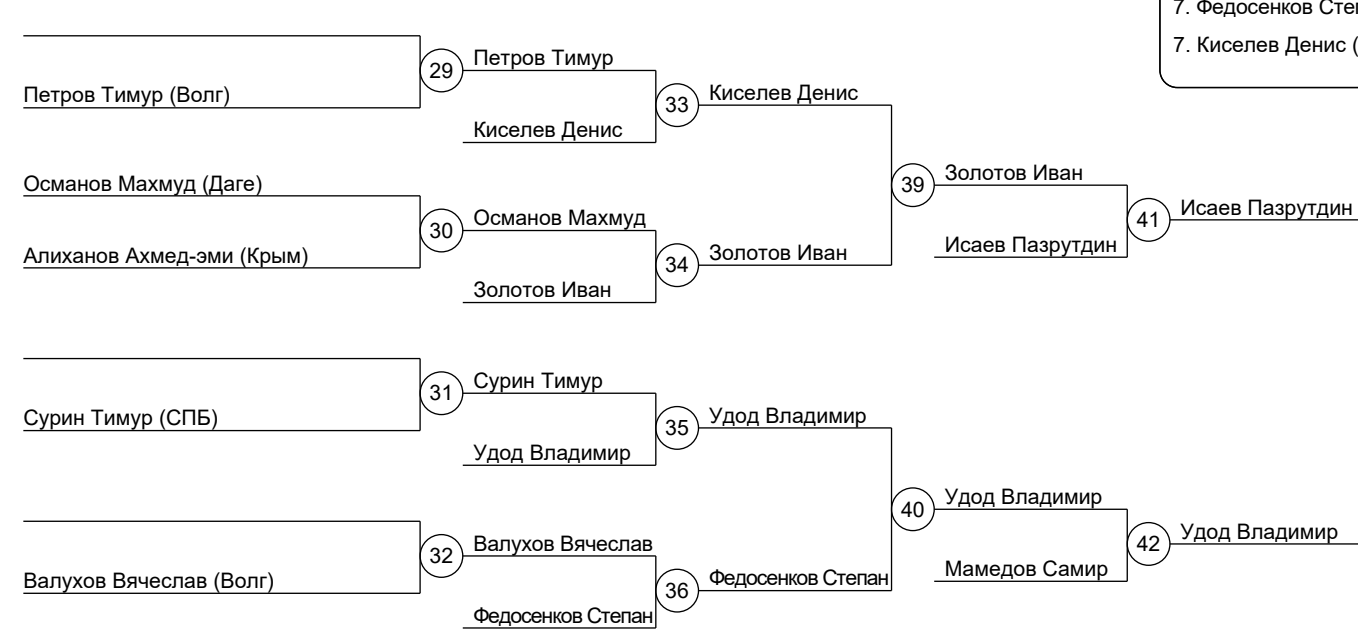 7. Федосенков Степ
7. Киселев Денис (
29
Петров Тимур
Петров Тимур (Волг)
33
Киселев Денис
Киселев Денис
Османов Махмуд (Даге)
39
Золотов Иван
41
Исаев Пазрутдин
30
Османов Махмуд
Исаев Пазрутдин
Алиханов Ахмед-эми (Крым)
34
Золотов Иван
Золотов Иван
31
Сурин Тимур
Сурин Тимур (СПБ)
35
Удод Владимир
Удод Владимир
40
Удод Владимир
42
Удод Владимир
32
Валухов Вячеслав
Мамедов Самир
Валухов Вячеслав (Волг)
36
Федосенков Степан
Федосенков Степан